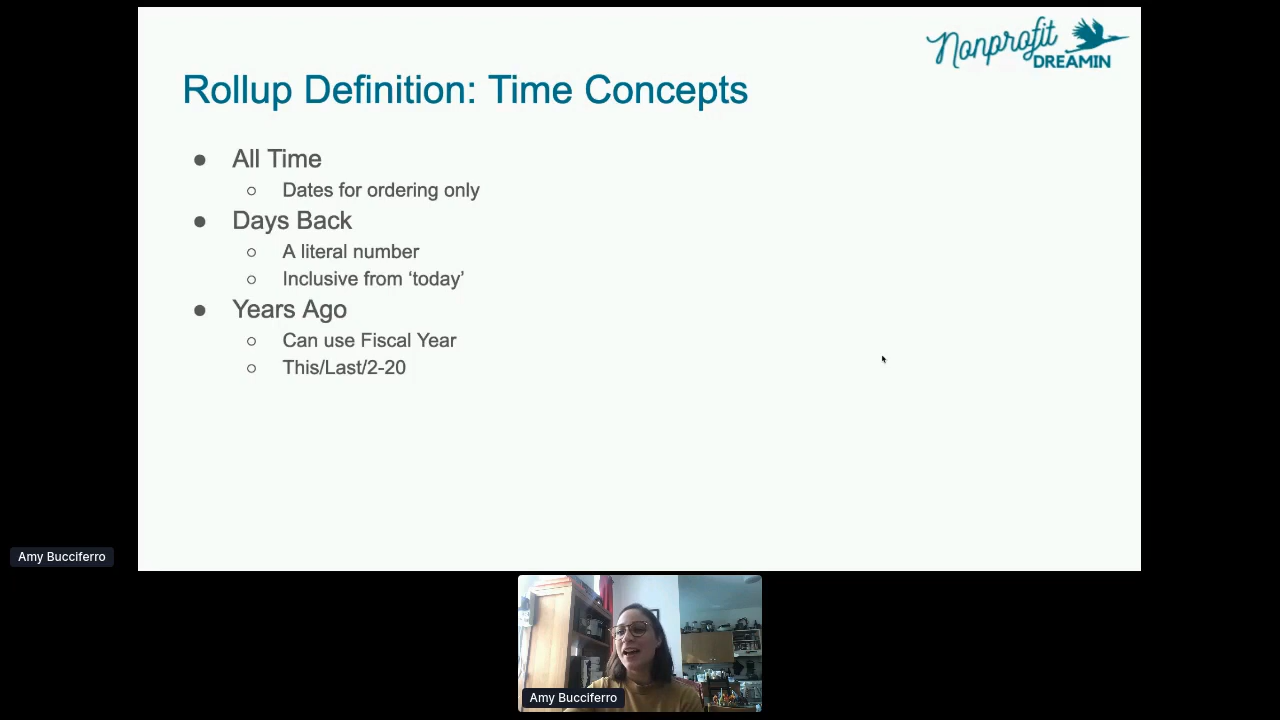 Nonprofit
DREAMIN
Rollup Definition: Time Concepts
● All Time
○ Dates for ordering only
● Days Back
○ A literal number
○ Inclusive from ‘today’
● Years Ago
○ Can use Fiscal Year
○ This/Last/2-20
Amy Bucciferro
Amy Bucciferro